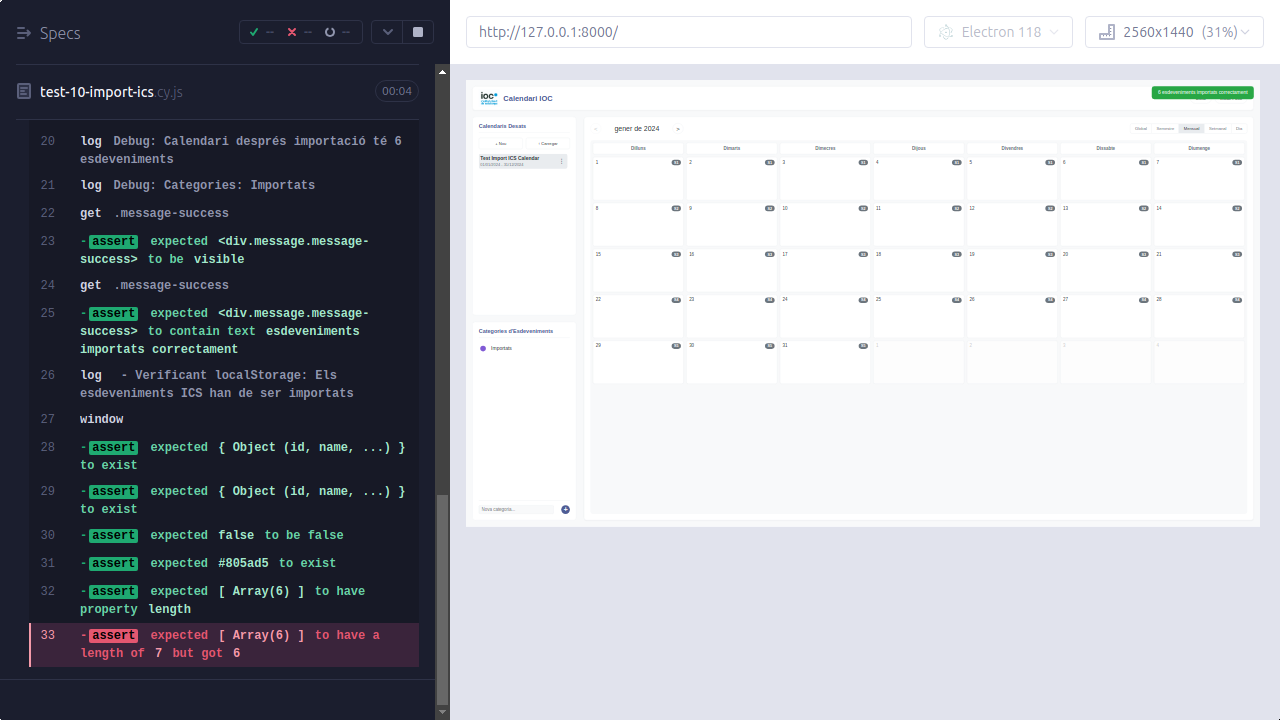 Specs
--
--
--
http://127.0.0.1:8000/
Electron 118
2560x1440 (31%)
test-10-import-ics.cy.js
00:04
20 log Debug: Calendari després importació té 6
esdeveniments
21 log Debug: Categories: Importats
22 get .message-success
23 -assert expected <div.message.message-
success> to be visible
24 get .message-success
25 -assert expected <div.message.message-
success> to contain text esdeveniments
importats correctament
26 log - Verificant localStorage: Els
esdeveniments ICS han de ser importats
27 window
28 -assert expected { Object (id, name, ...) }
to exist
29 -assert expected { Object (id, name, ...) }
to exist
30 -assert expected false to be false
31 -assert expected #805ad5 to exist
32 -assert expected [ Array(6) ] to have
property length
33 -assert expected [ Array(6) ] to have a
length of 7 but got 6
ioc
Calendari IOC
esdeveniments importats correctament
Calendaris Desats
+ Nou
Carregar
Test Import ICS Calendar
Categories d'Esdeveniments
Importats
Nova categoria...
+
< gener de 2024 >
Global Semestre Mensual Setmanal Dia
Dilluns Dimarts Dimecres Dijous Divendres Dissabte Diumenge
1 2 3 4 5 6 7
8 9 10 11 12 13 14
15 16 17 18 19 20 21
22 23 24 25 26 27 28
29 30 31 1 2 3 4